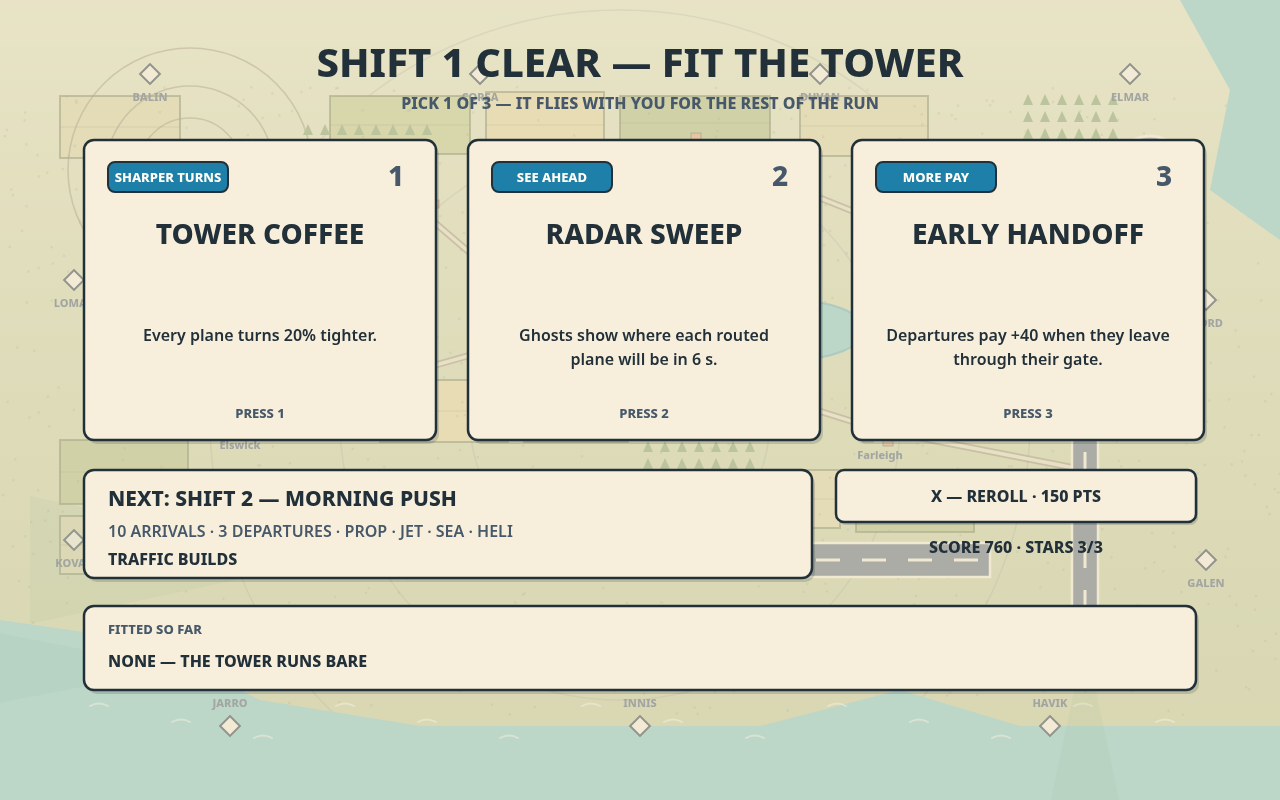 SHIFT 1 CLEAR — FIT THE TOWER
BALIN
ELMAR
PICK 1 OF 3 — IT FLIES WITH YOU FOR THE REST OF THE RUN
SHARPER TURNS
1
TOWER COFFEE
Every plane turns 20% tighter.
PRESS 1
SEE AHEAD
2
RADAR SWEEP
Ghosts show where each routed
plane will be in 6 s.
PRESS 2
MORE PAY
3
EARLY HANDOFF
Departures pay +40 when they leave
through their gate.
PRESS 3
Elswick
Farleigh
NEXT: SHIFT 2 — MORNING PUSH
10 ARRIVALS · 3 DEPARTURES · PROP · JET · SEA · HELI
TRAFFIC BUILDS
X — REROLL · 150 PTS
SCORE 760 · STARS 3/3
GALEN
FITTED SO FAR
NONE — THE TOWER RUNS BARE
JARRO
INNIS
HAVIK